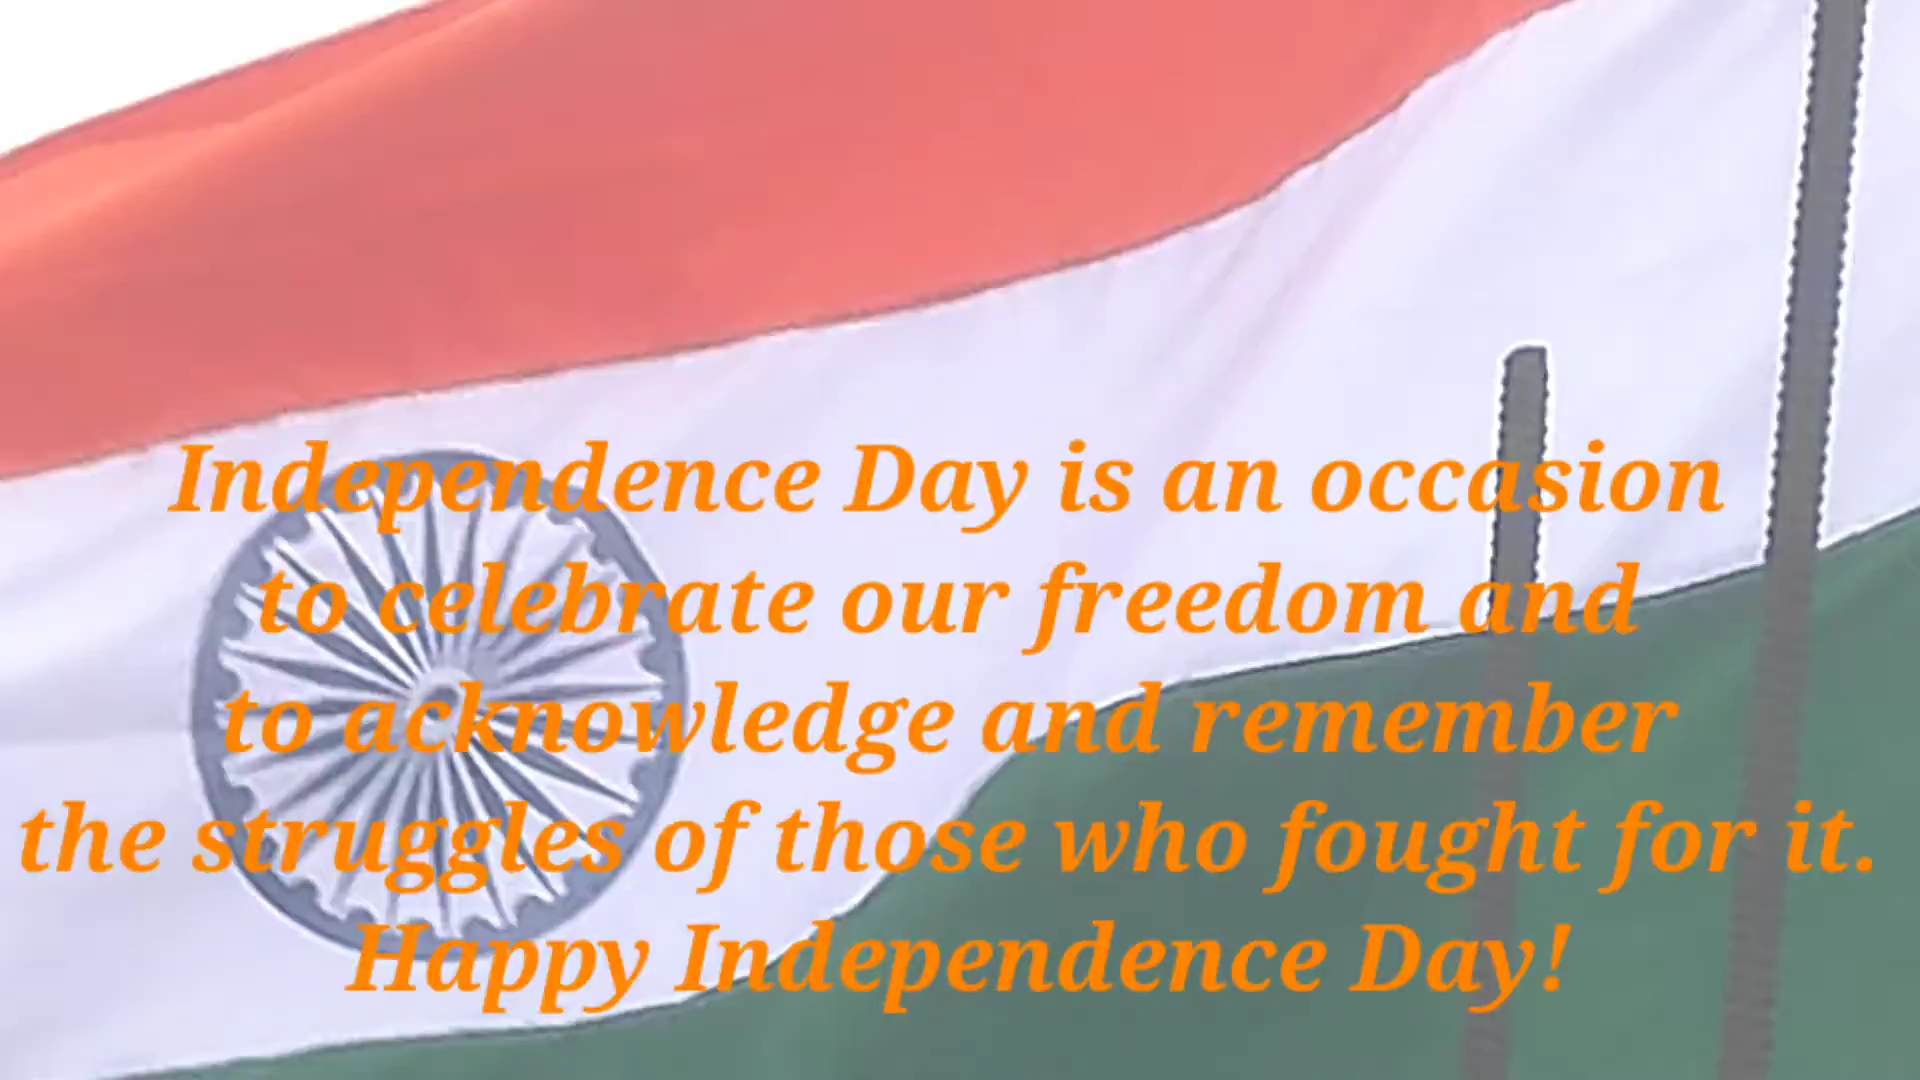 Independence Day is an occasion
to celebrate our freedom and
to acknowledge and remember
the struggles of those who fought for it.
Happy Independence Day!